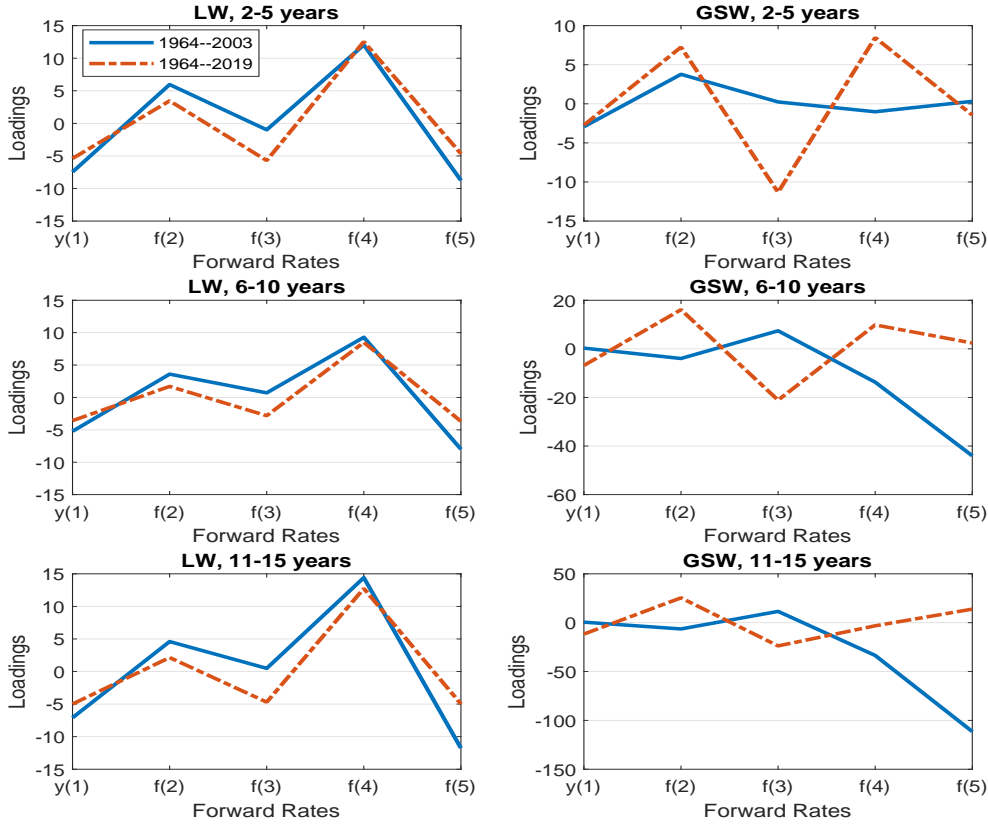 LW, 2-5 years
15
10
5
0
-5
-10
-15
Loadings
1964--2003
1964--2019
y(1) f(2) f(3) f(4) f(5)
Forward Rates
GSW, 2-5 years
10
5
0
-5
-10
-15
Loadings
y(1) f(2) f(3) f(4) f(5)
Forward Rates
LW, 6-10 years
15
10
5
0
-5
-10
-15
Loadings
y(1) f(2) f(3) f(4) f(5)
Forward Rates
GSW, 6-10 years
20
0
-20
-40
-60
Loadings
y(1) f(2) f(3) f(4) f(5)
Forward Rates
LW, 11-15 years
15
10
5
0
-5
-10
-15
Loadings
y(1) f(2) f(3) f(4) f(5)
Forward Rates
GSW, 11-15 years
50
0
-50
-100
-150
Loadings
y(1) f(2) f(3) f(4) f(5)
Forward Rates